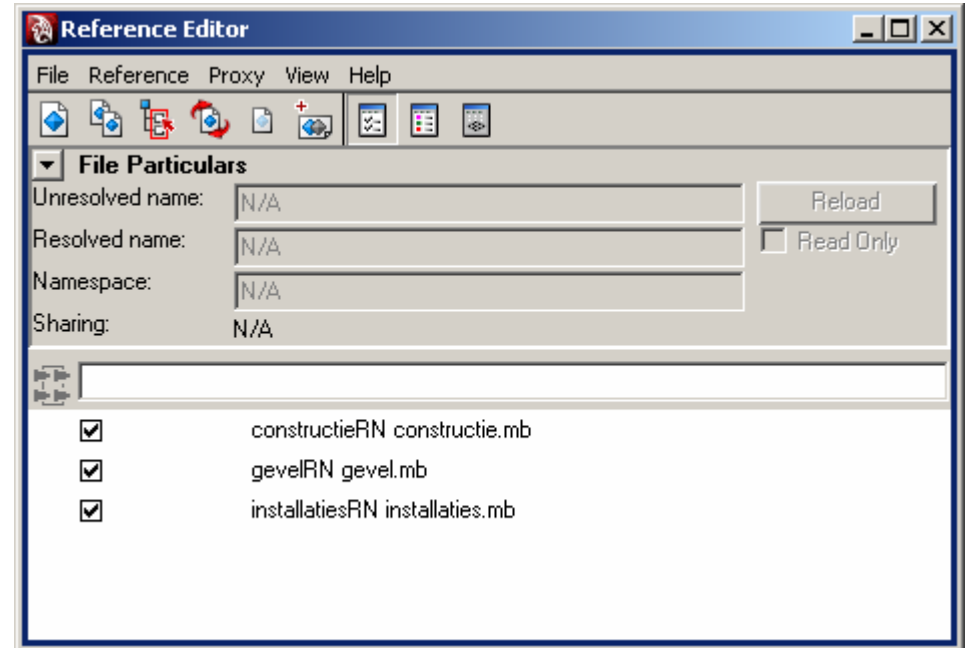 Reference Editor
File Reference Proxy View Help
File Particulars
Unresolved name: N/A Reload
Resolved name: N/A Read Only
Namespace: N/A
Sharing: N/A
constructieRN constructie.mb
gevelRN gevel.mb
installatiesRN installaties.mb